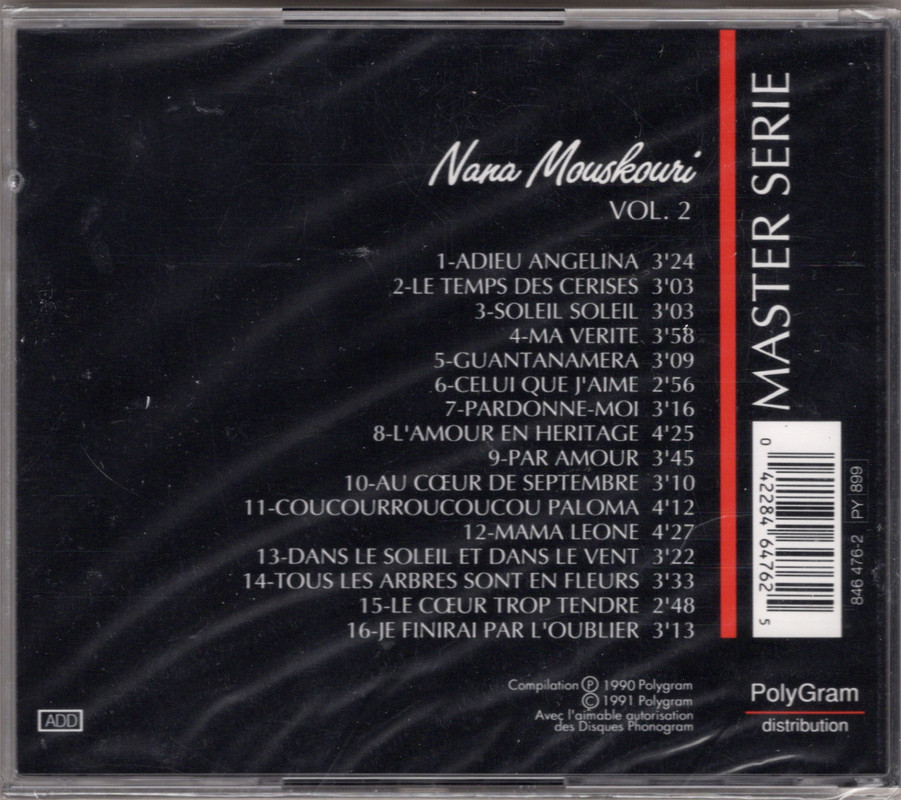 Nana Mouskouri
VOL. 2
1-ADIEU ANGELINA 3'24
2-LE TEMPS DES CERISES 3'03
3-SOLEIL SOLEIL 3'03
4-MA VERITE 3'58
5-GUANTANAMERA 3'09
6-CELUI QUE J'AIME 2'56
7-PARDONNE-MOI 3'16
8-L'AMOUR EN HERITAGE 4'25
9-PAR AMOUR 3'45
10-AU CŒUR DE SEPTEMBRE 3'10
11-COUCOURROUCOUCOU PALOMA 4'12
12-MAMA LEONE 4'27
13-DANS LE SOLEIL ET DANS LE VENT 3'22
14-TOUS LES ARBRES SONT EN FLEURS 3'33
15-LE CŒUR TROP TENDRE 2'48
16-JE FINIRAI PAR L'OUBLIER 3'13
Compilation Ⓟ 1990 Polygram
© 1991 Polygram
Avec l'aimable autorisation
des Disques Phonogram
ADD
MASTER SERIE
0 42284 64762 5
846 476-2 PY 899
PolyGram
distribution